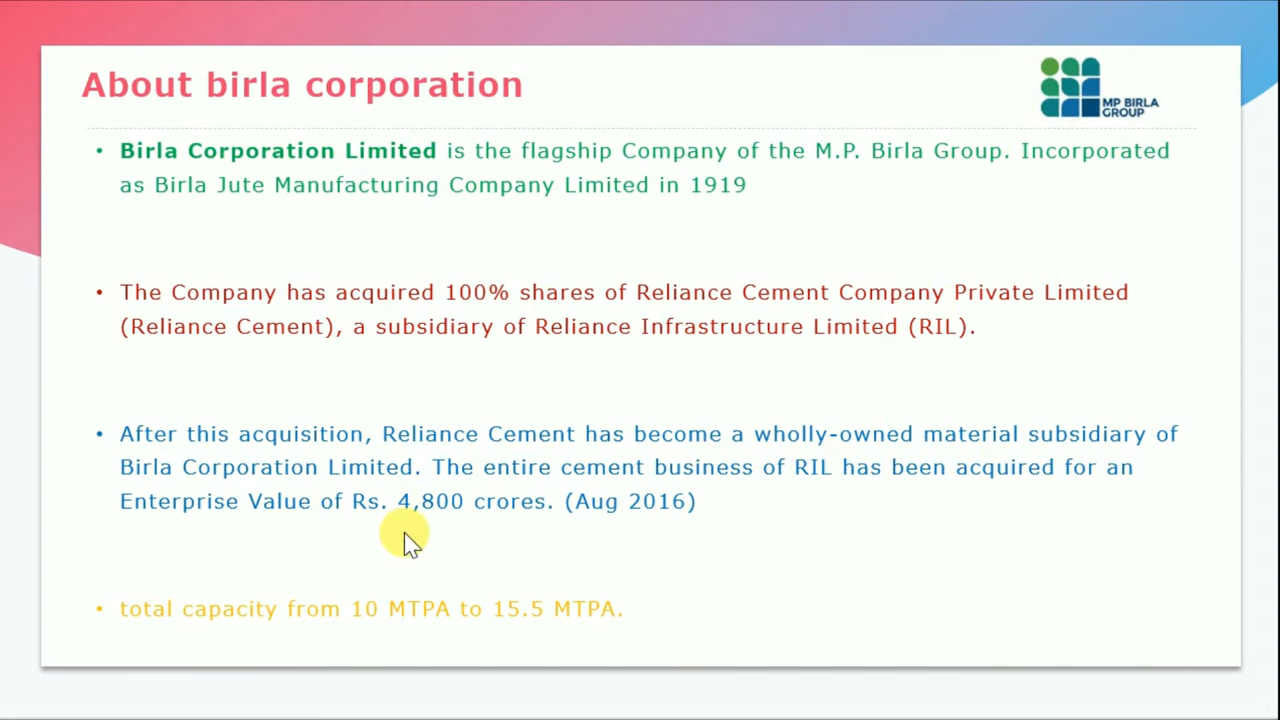 About birla corporation
MP BIRLA
GROUP
• Birla Corporation Limited is the flagship Company of the M.P. Birla Group. Incorporated
as Birla Jute Manufacturing Company Limited in 1919
• The Company has acquired 100% shares of Reliance Cement Company Private Limited
(Reliance Cement), a subsidiary of Reliance Infrastructure Limited (RIL).
• After this acquisition, Reliance Cement has become a wholly-owned material subsidiary of
Birla Corporation Limited. The entire cement business of RIL has been acquired for an
Enterprise Value of Rs. 4,800 crores. (Aug 2016)
• total capacity from 10 MTPA to 15.5 MTPA.